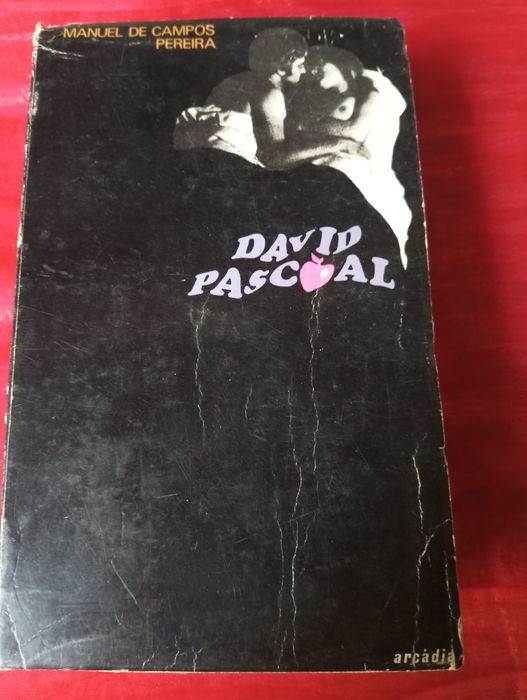 MANUEL DE CAMPOS
PEREIRA
DAVID
PASCOAL
arcádia